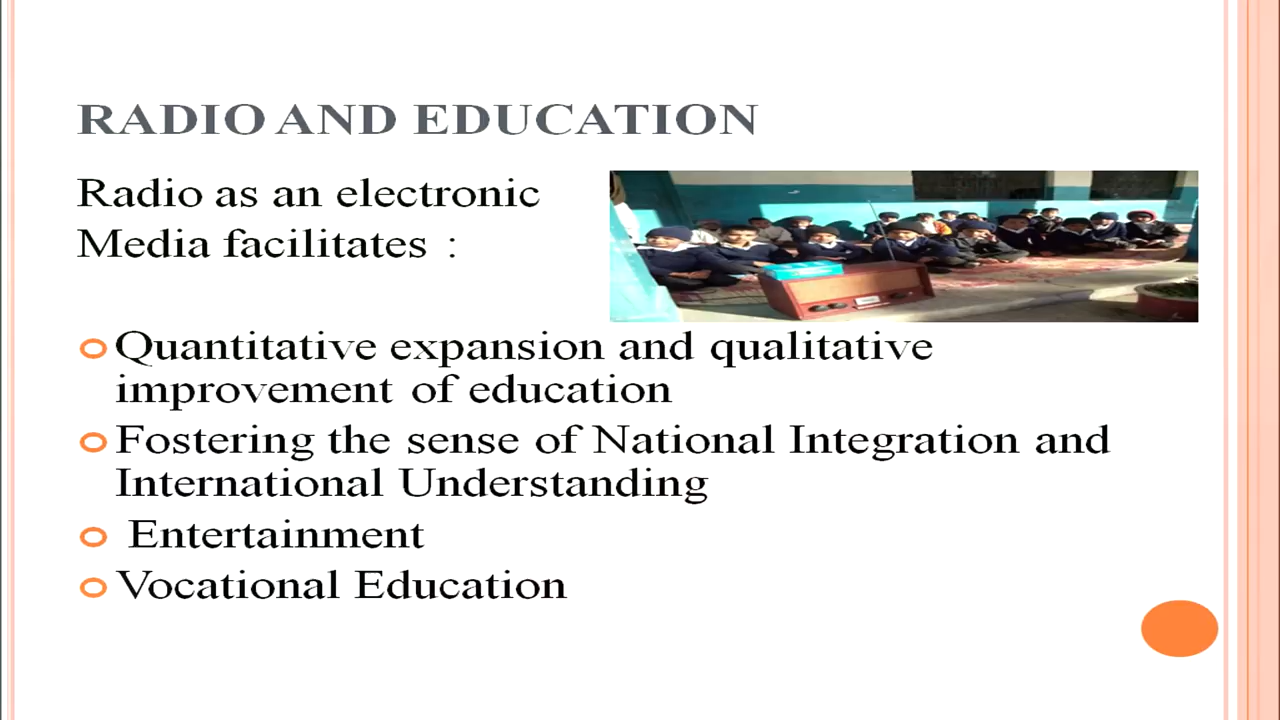 RADIO AND EDUCATION
Radio as an electronic
Media facilitates :
Quantitative expansion and qualitative
improvement of education
Fostering the sense of National Integration and
International Understanding
Entertainment
Vocational Education